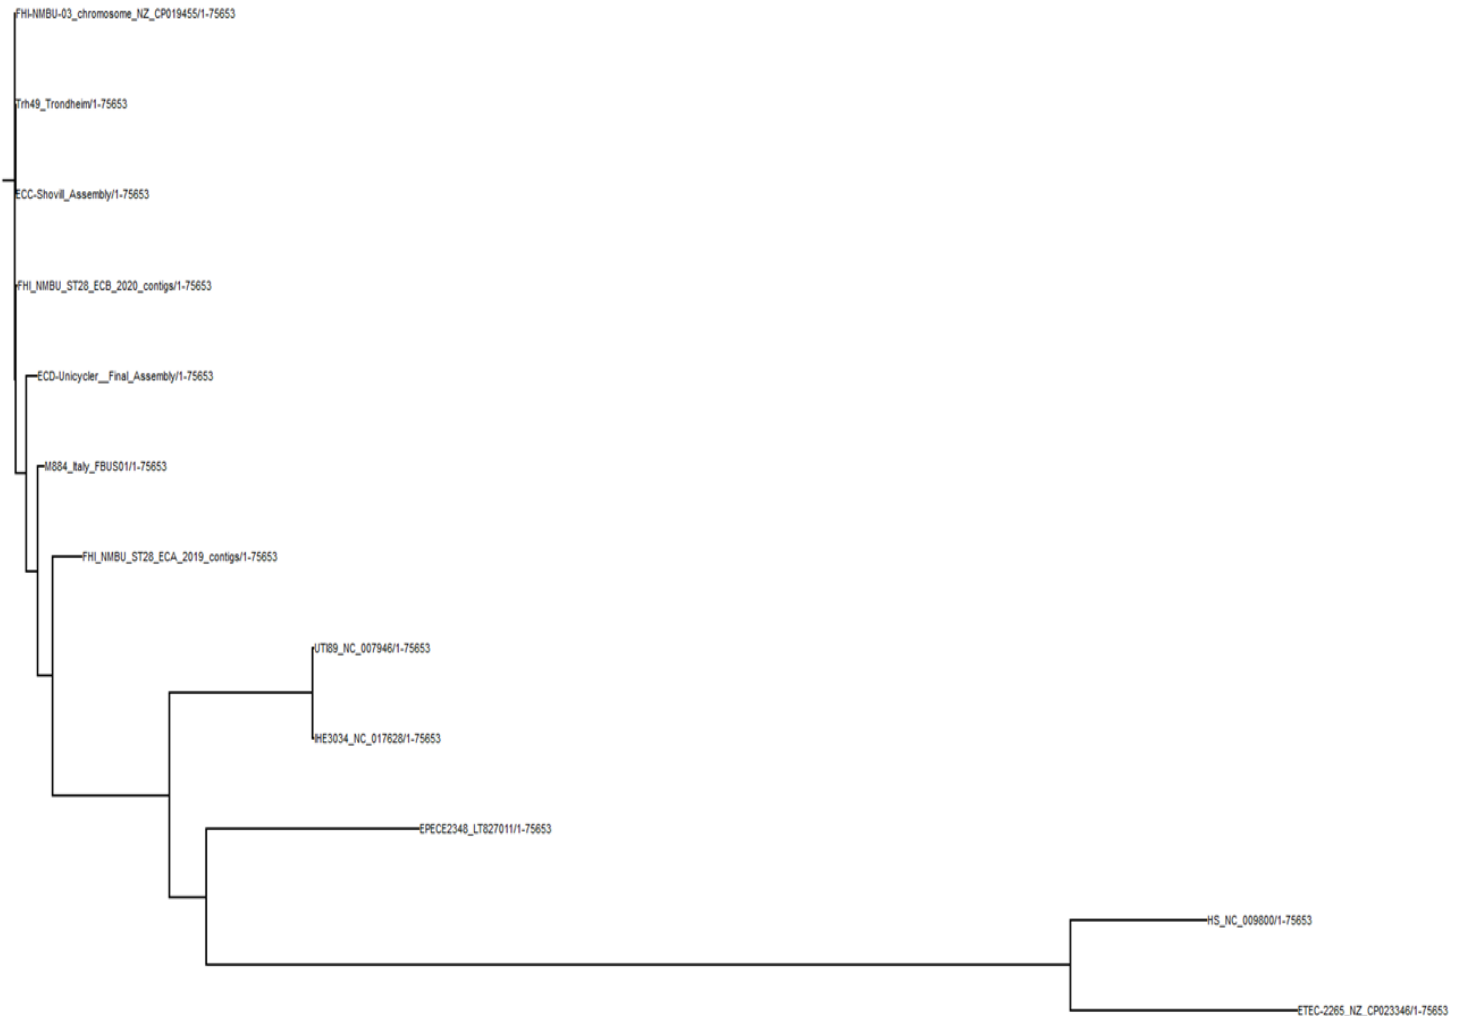 FHI-NMBU-03_chromosome_NZ_CP019455/1-75653
Trh49_Trondheim/1-75653
ECC-Shovill_Assembly/1-75653
FHI_NMBU_ST28_ECB_2020_contigs/1-75653
ECD-Unicycler__Final_Assembly/1-75653
M884_Italy_FBUS01/1-75653
FHI_NMBU_ST28_ECA_2019_contigs/1-75653
UTI89_NC_007946/1-75653
IHE3034_NC_017628/1-75653
EPECE2348_LT827011/1-75653
HS_NC_009800/1-75653
ETEC-2265_NZ_CP023346/1-75653